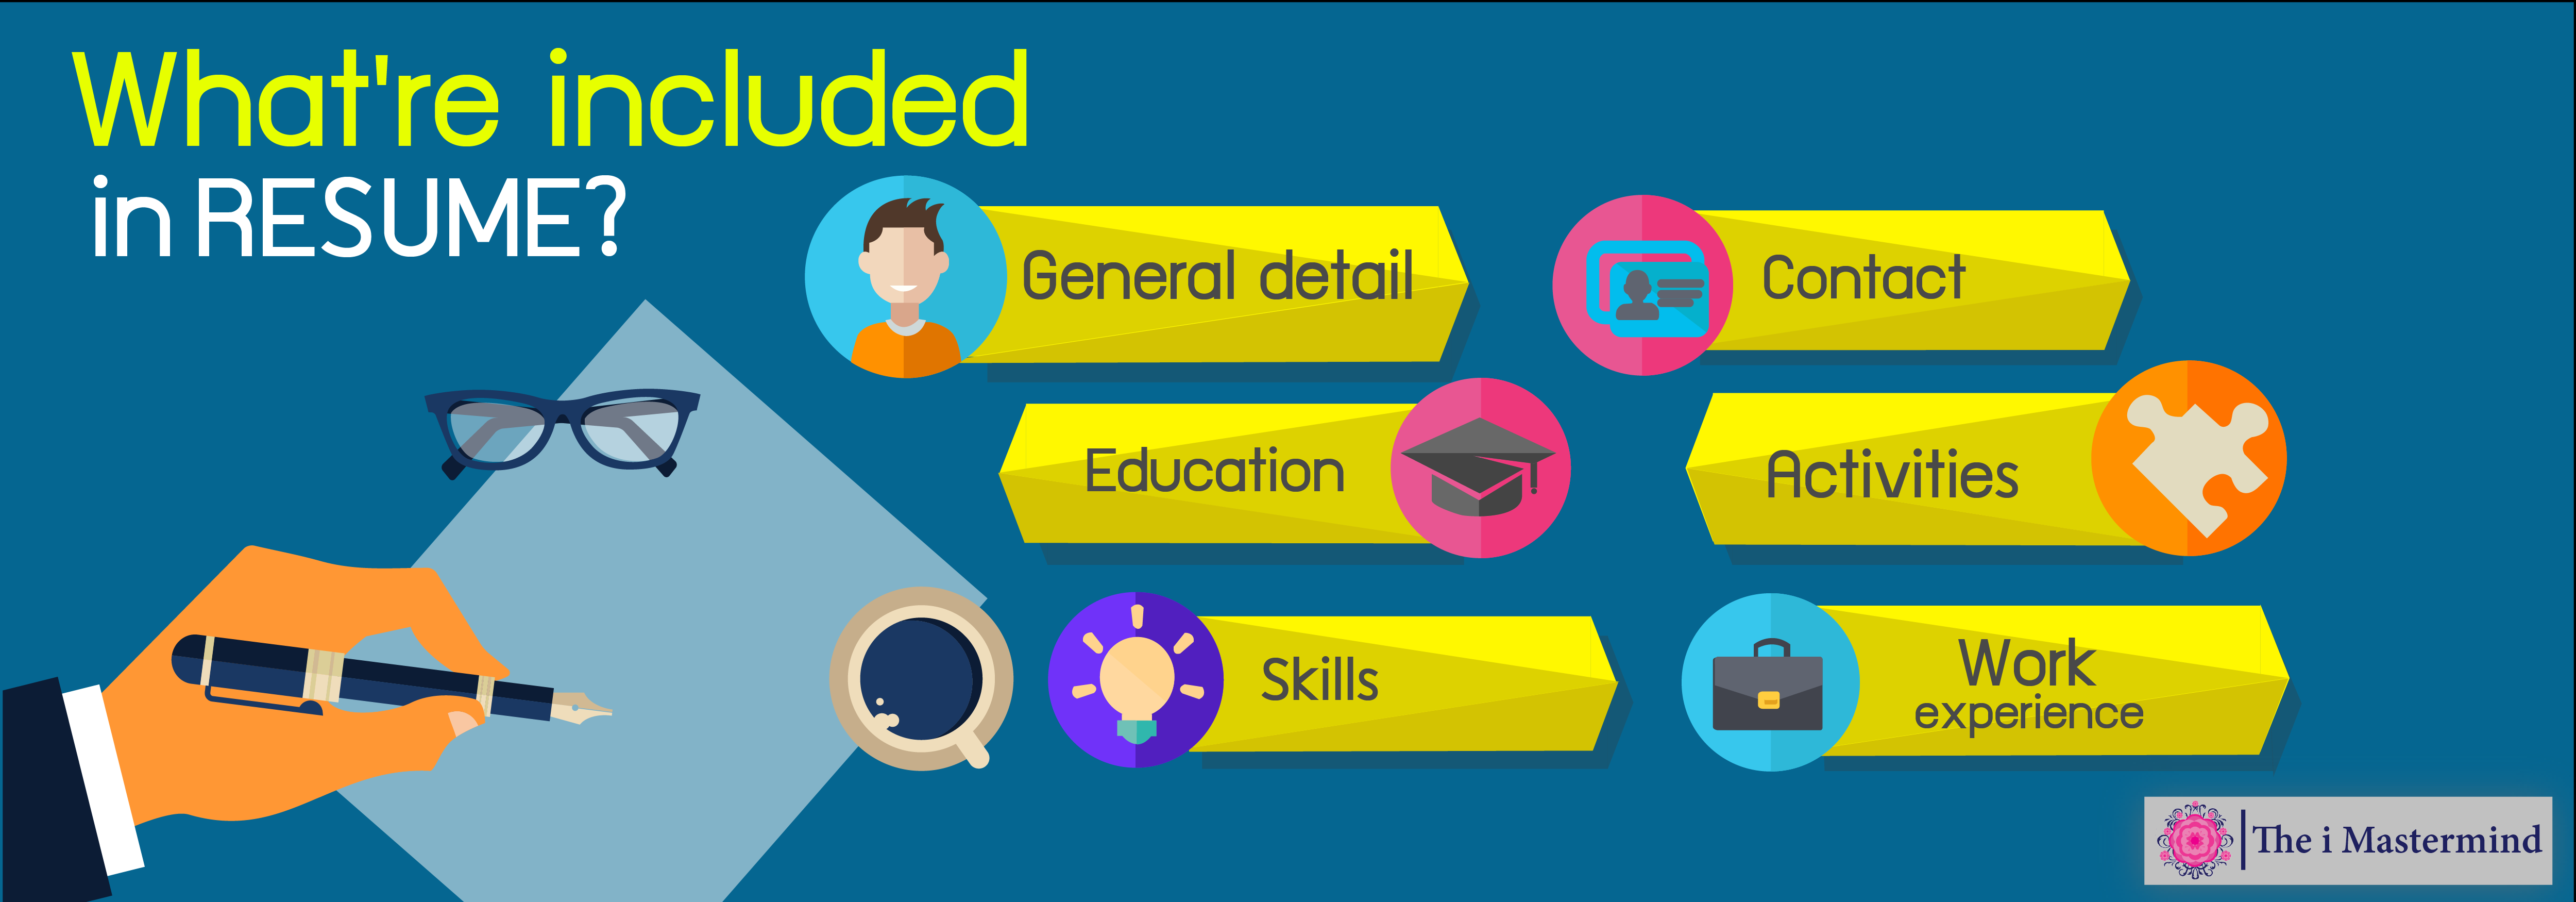 What're included
in RESUME?
General detail
Contact
Education
Activities
Skills
Work
experience
The i Mastermind